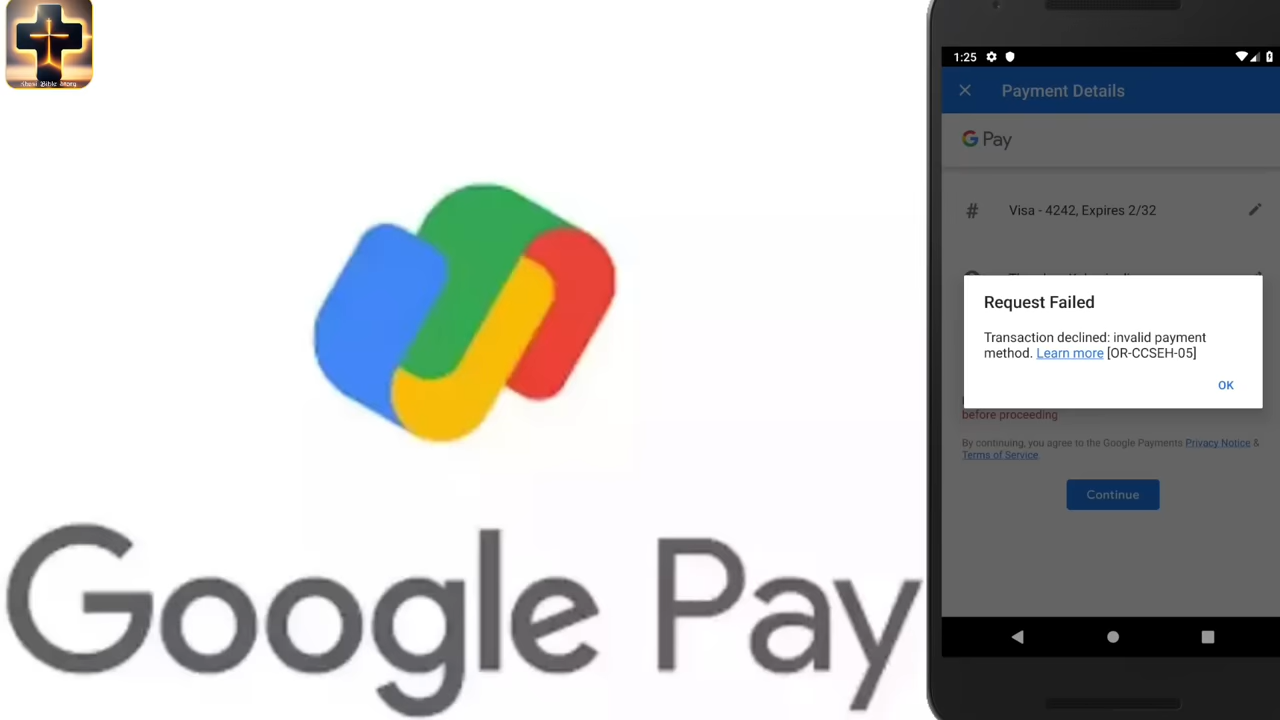 Khasi Bible Story
Google Pay
1:25
Payment Details
G Pay
# Visa - 4242, Expires 2/32
Request Failed
Transaction declined: invalid payment
method. Learn more [OR-CCSEH-05]
OK
before proceeding
By continuing, you agree to the Google Payments Privacy Notice &
Terms of Service.
Continue